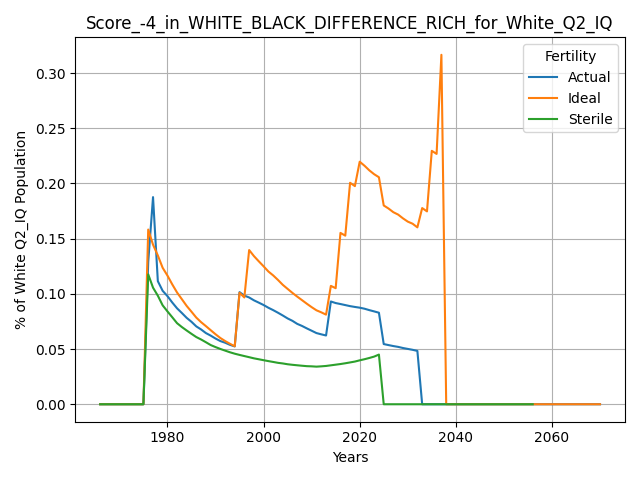 Score_-4_in_WHITE_BLACK_DIFFERENCE_RICH_for_White_Q2_IQ
Fertility
Actual
Ideal
Sterile
% of White Q2_IQ Population
0.30
0.25
0.20
0.15
0.10
0.05
0.00
1980 2000 2020 2040 2060
Years